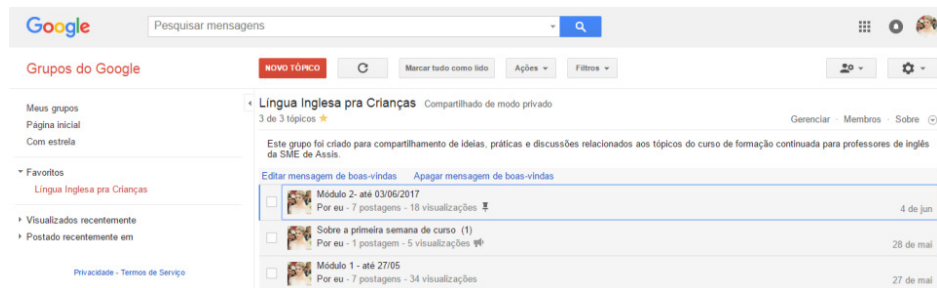 Google
Pesquisar mensagens
Grupos do Google
NOVO TÓPICO
Marcar tudo como lido
Ações
Filtros
Meus grupos
Página inicial
Com estrela
Favoritos
Língua Inglesa pra Crianças
Visualizados recentemente
Postado recentemente em
Privacidade - Termos de Serviço
Língua Inglesa pra Crianças Compartilhado de modo privado
3 de 3 tópicos
Gerenciar · Membros · Sobre
Este grupo foi criado para compartilhamento de ideias, práticas e discussões relacionados aos tópicos do curso de formação continuada para professores de inglês
da SME de Assis.
Editar mensagem de boas-vindas Apagar mensagem de boas-vindas
Módulo 2- até 03/06/2017
Por eu - 7 postagens - 18 visualizações
4 de jun
Sobre a primeira semana de curso (1)
Por eu - 1 postagem - 5 visualizações
28 de mai
Módulo 1 - até 27/05
Por eu - 7 postagens - 34 visualizações
27 de mai